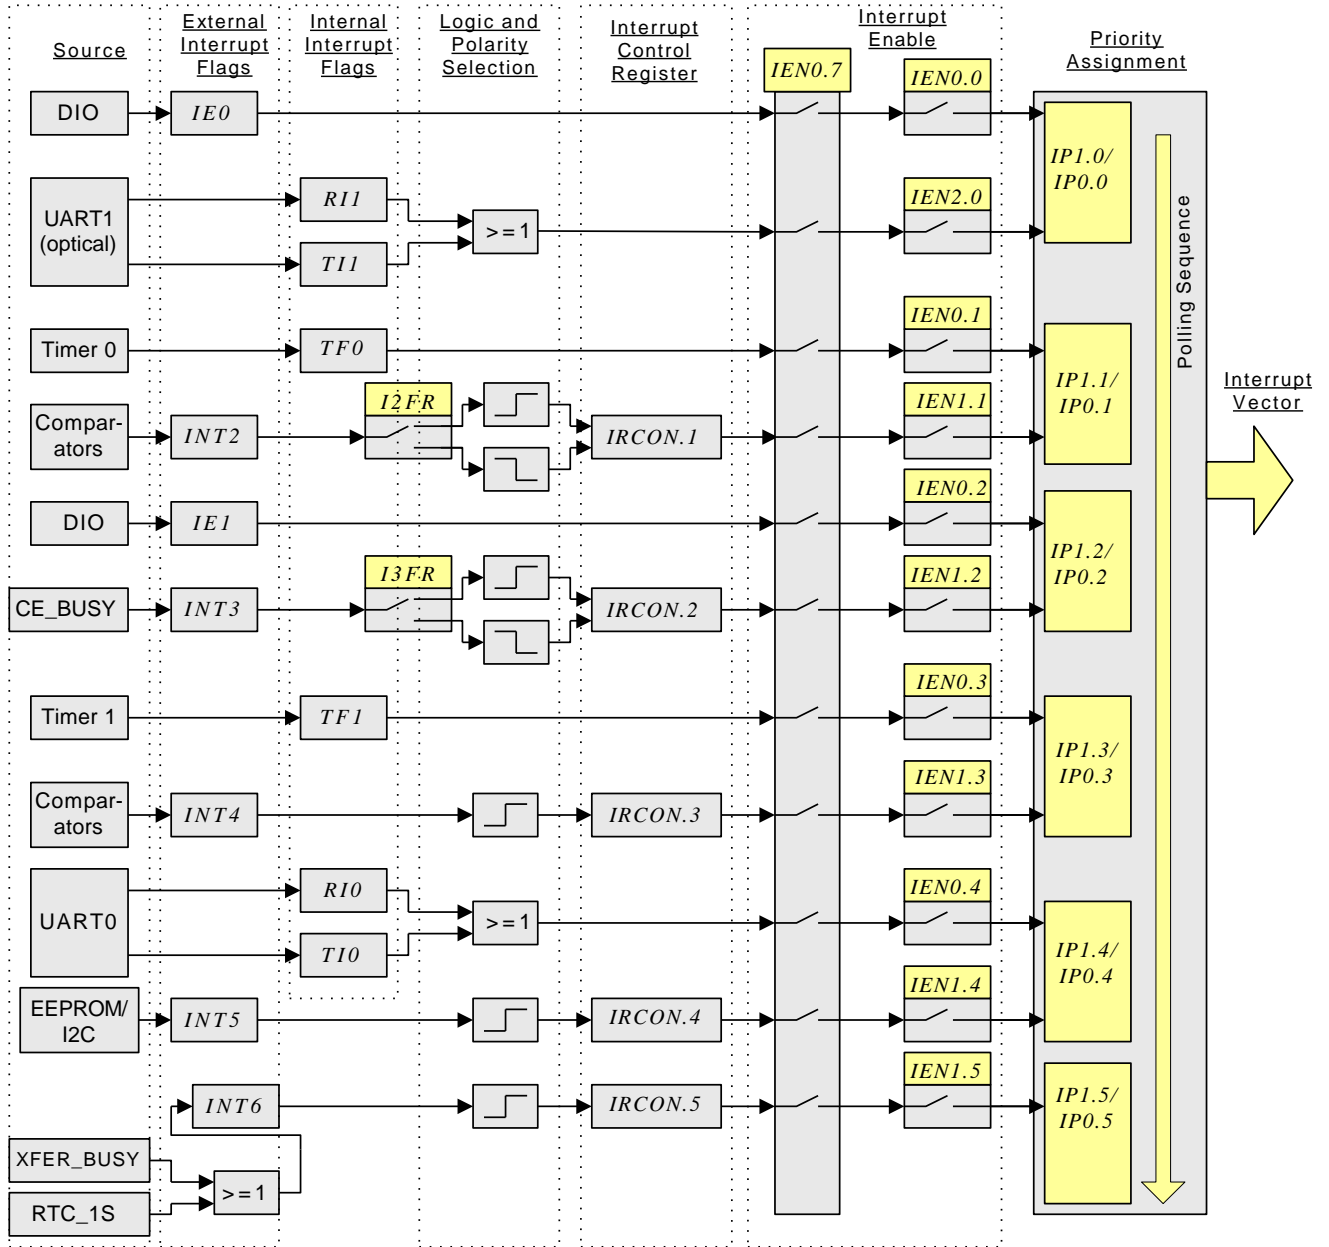 Source
External
Interrupt
Flags
Internal
Interrupt
Flags
Logic and
Polarity
Selection
Interrupt
Control
Register
Interrupt
Enable
Priority
Assignment
IEN0.7
DIO
IE0
IEN0.0
IP1.0/
IP0.0
UART1
(optical)
RI1
TI1
>=1
IEN2.0
Polling Sequence
Timer 0
TF0
IEN0.1
IP1.1/
IP0.1
Compar-
ators
INT2
I2FR
IRCON.1
IEN1.1
Interrupt
Vector
DIO
IE1
IEN0.2
IP1.2/
IP0.2
CE_BUSY
INT3
I3FR
IRCON.2
IEN1.2
Timer 1
TF1
IEN0.3
IP1.3/
IP0.3
Compar-
ators
INT4
IRCON.3
IEN1.3
UART0
RI0
TI0
>=1
IEN0.4
IP1.4/
IP0.4
EEPROM/
I2C
INT5
IRCON.4
IEN1.4
INT6
IRCON.5
IEN1.5
IP1.5/
IP0.5
XFER_BUSY
RTC_1S
>=1